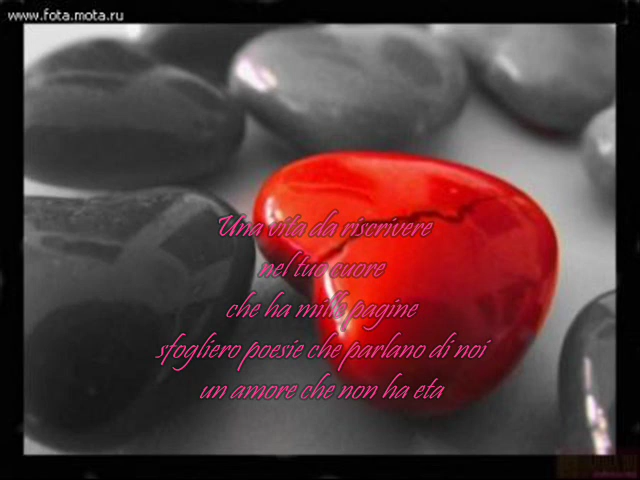 www.fota.mota.ru
Una vita da riscrivere
nel tuo cuore
che ha mille pagine
sfogliero poesie che parlano di noi
un amore che non ha eta